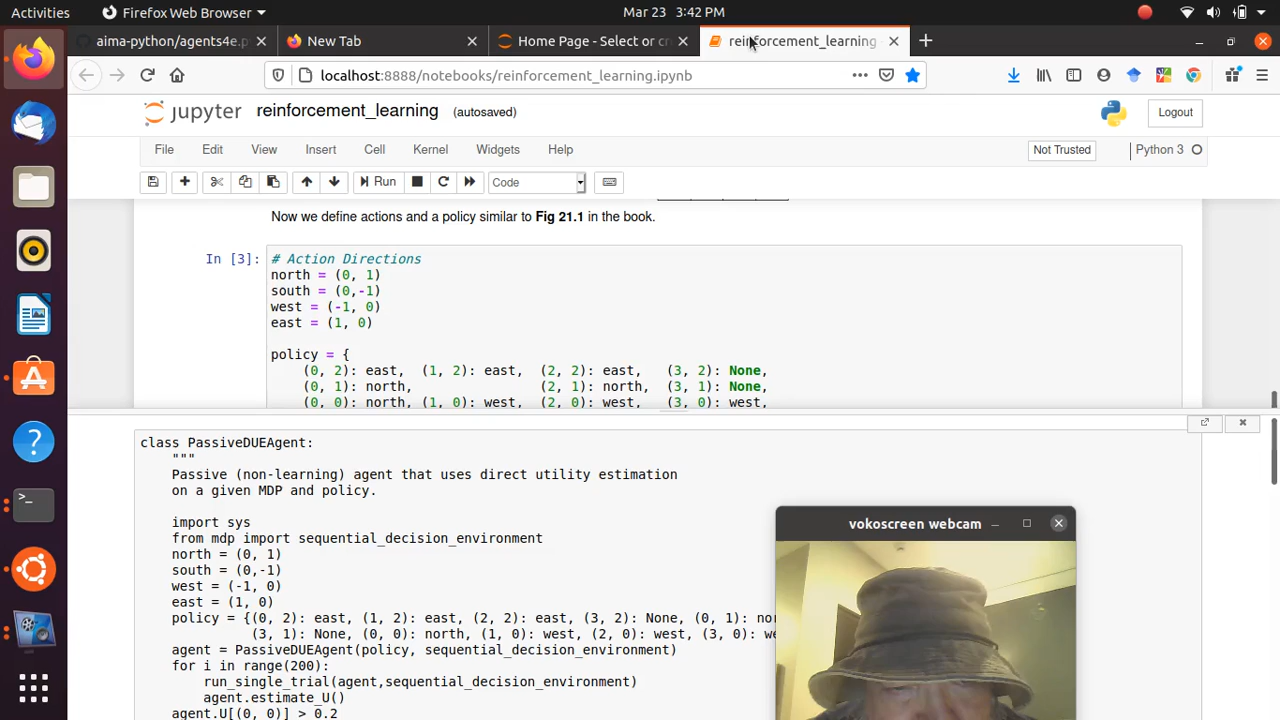 Activities
Firefox Web Browser
Mar 23 3:42 PM
aima-python/agents4e.p
New Tab
Home Page - Select or cr
reinforcement_learning -
localhost:8888/notebooks/reinforcement_learning.ipynb
jupyter
reinforcement_learning
(autosaved)
Logout
File
Edit
View
Insert
Cell
Kernel
Widgets
Help
Not Trusted
Python 3
Run
Code
Now we define actions and a policy similar to Fig 21.1 in the book.
In [3]:
# Action Directions
north = (0, 1)
south = (0,-1)
west = (-1, 0)
east = (1, 0)
policy = {
(0, 2): east, (1, 2): east, (2, 2): east, (3, 2): None,
(0, 1): north, (2, 1): north, (3, 1): None,
(0, 0): north, (1, 0): west, (2, 0): west, (3, 0): west,
class PassiveDUEAgent:
"""
Passive (non-learning) agent that uses direct utility estimation
on a given MDP and policy.
import sys
from mdp import sequential_decision_environment
north = (0, 1)
south = (0,-1)
west = (-1, 0)
east = (1, 0)
policy = {(0, 2): east, (1, 2): east, (2, 2): east, (3, 2): None, (0, 1): nor
(3, 1): None, (0, 0): north, (1, 0): west, (2, 0): west, (3, 0): we
agent = PassiveDUEAgent(policy, sequential_decision_environment)
for i in range(200):
run_single_trial(agent,sequential_decision_environment)
agent.estimate_U()
agent.U[(0, 0)] > 0.2
vokoscreen webcam